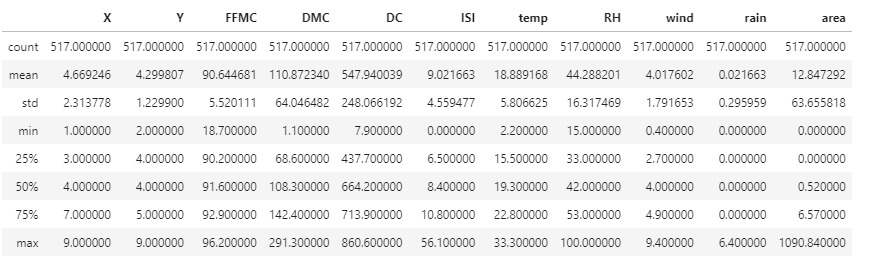 X Y FFMC DMC DC ISI temp RH wind rain area
count 517.000000 517.000000 517.000000 517.000000 517.000000 517.000000 517.000000 517.000000 517.000000 517.000000 517.000000
mean 4.669246 4.299807 90.644681 110.872340 547.940039 9.021663 18.889168 44.288201 4.017602 0.021663 12.847292
std 2.313778 1.229900 5.520111 64.046482 248.066192 4.559477 5.806625 16.317469 1.791653 0.295959 63.655818
min 1.000000 2.000000 18.700000 1.100000 7.900000 0.000000 2.200000 15.000000 0.400000 0.000000 0.000000
25% 3.000000 4.000000 90.200000 68.600000 437.700000 6.500000 15.500000 33.000000 2.700000 0.000000 0.000000
50% 4.000000 4.000000 91.600000 108.300000 664.200000 8.400000 19.300000 42.000000 4.000000 0.000000 0.520000
75% 7.000000 5.000000 92.900000 142.400000 713.900000 10.800000 22.800000 53.000000 4.900000 0.000000 6.570000
max 9.000000 9.000000 96.200000 291.300000 860.600000 56.100000 33.300000 100.000000 9.400000 6.400000 1090.840000